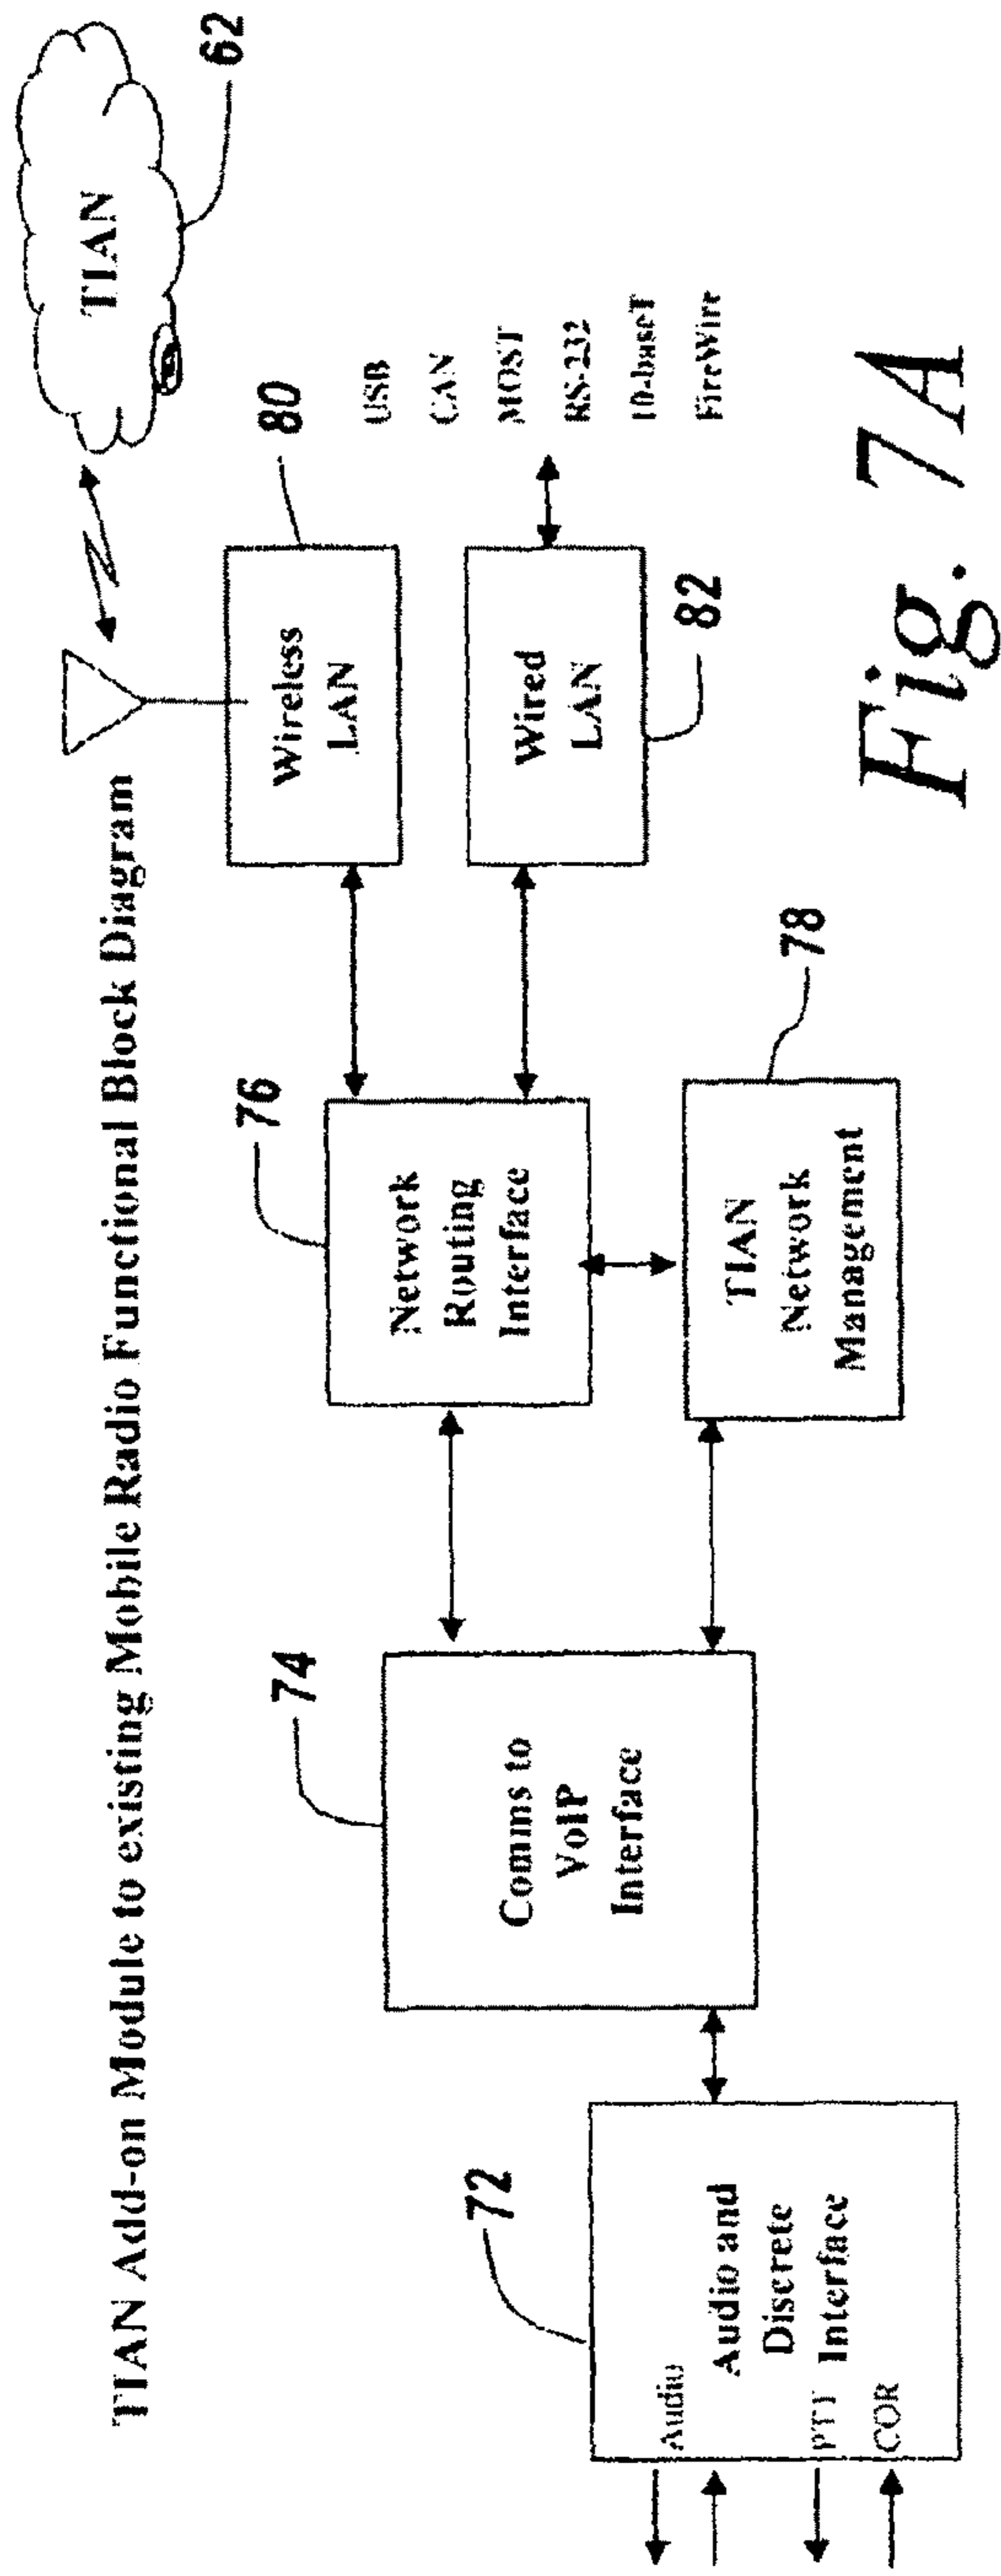 TIAN Add-on Module to existing Mobile Radio Functional Block Diagram
TIAN
62
72
Audio and
Discrete
Interface
Audio
PTT
COR
74
Comms to
VoIP
Interface
76
Network
Routing
Interface
TIAN
Network
Management
78
80
Wireless
LAN
Wired
LAN
82
USB
CAN
MOST
RS-232
10-baseT
FireWire
Fig. 7A